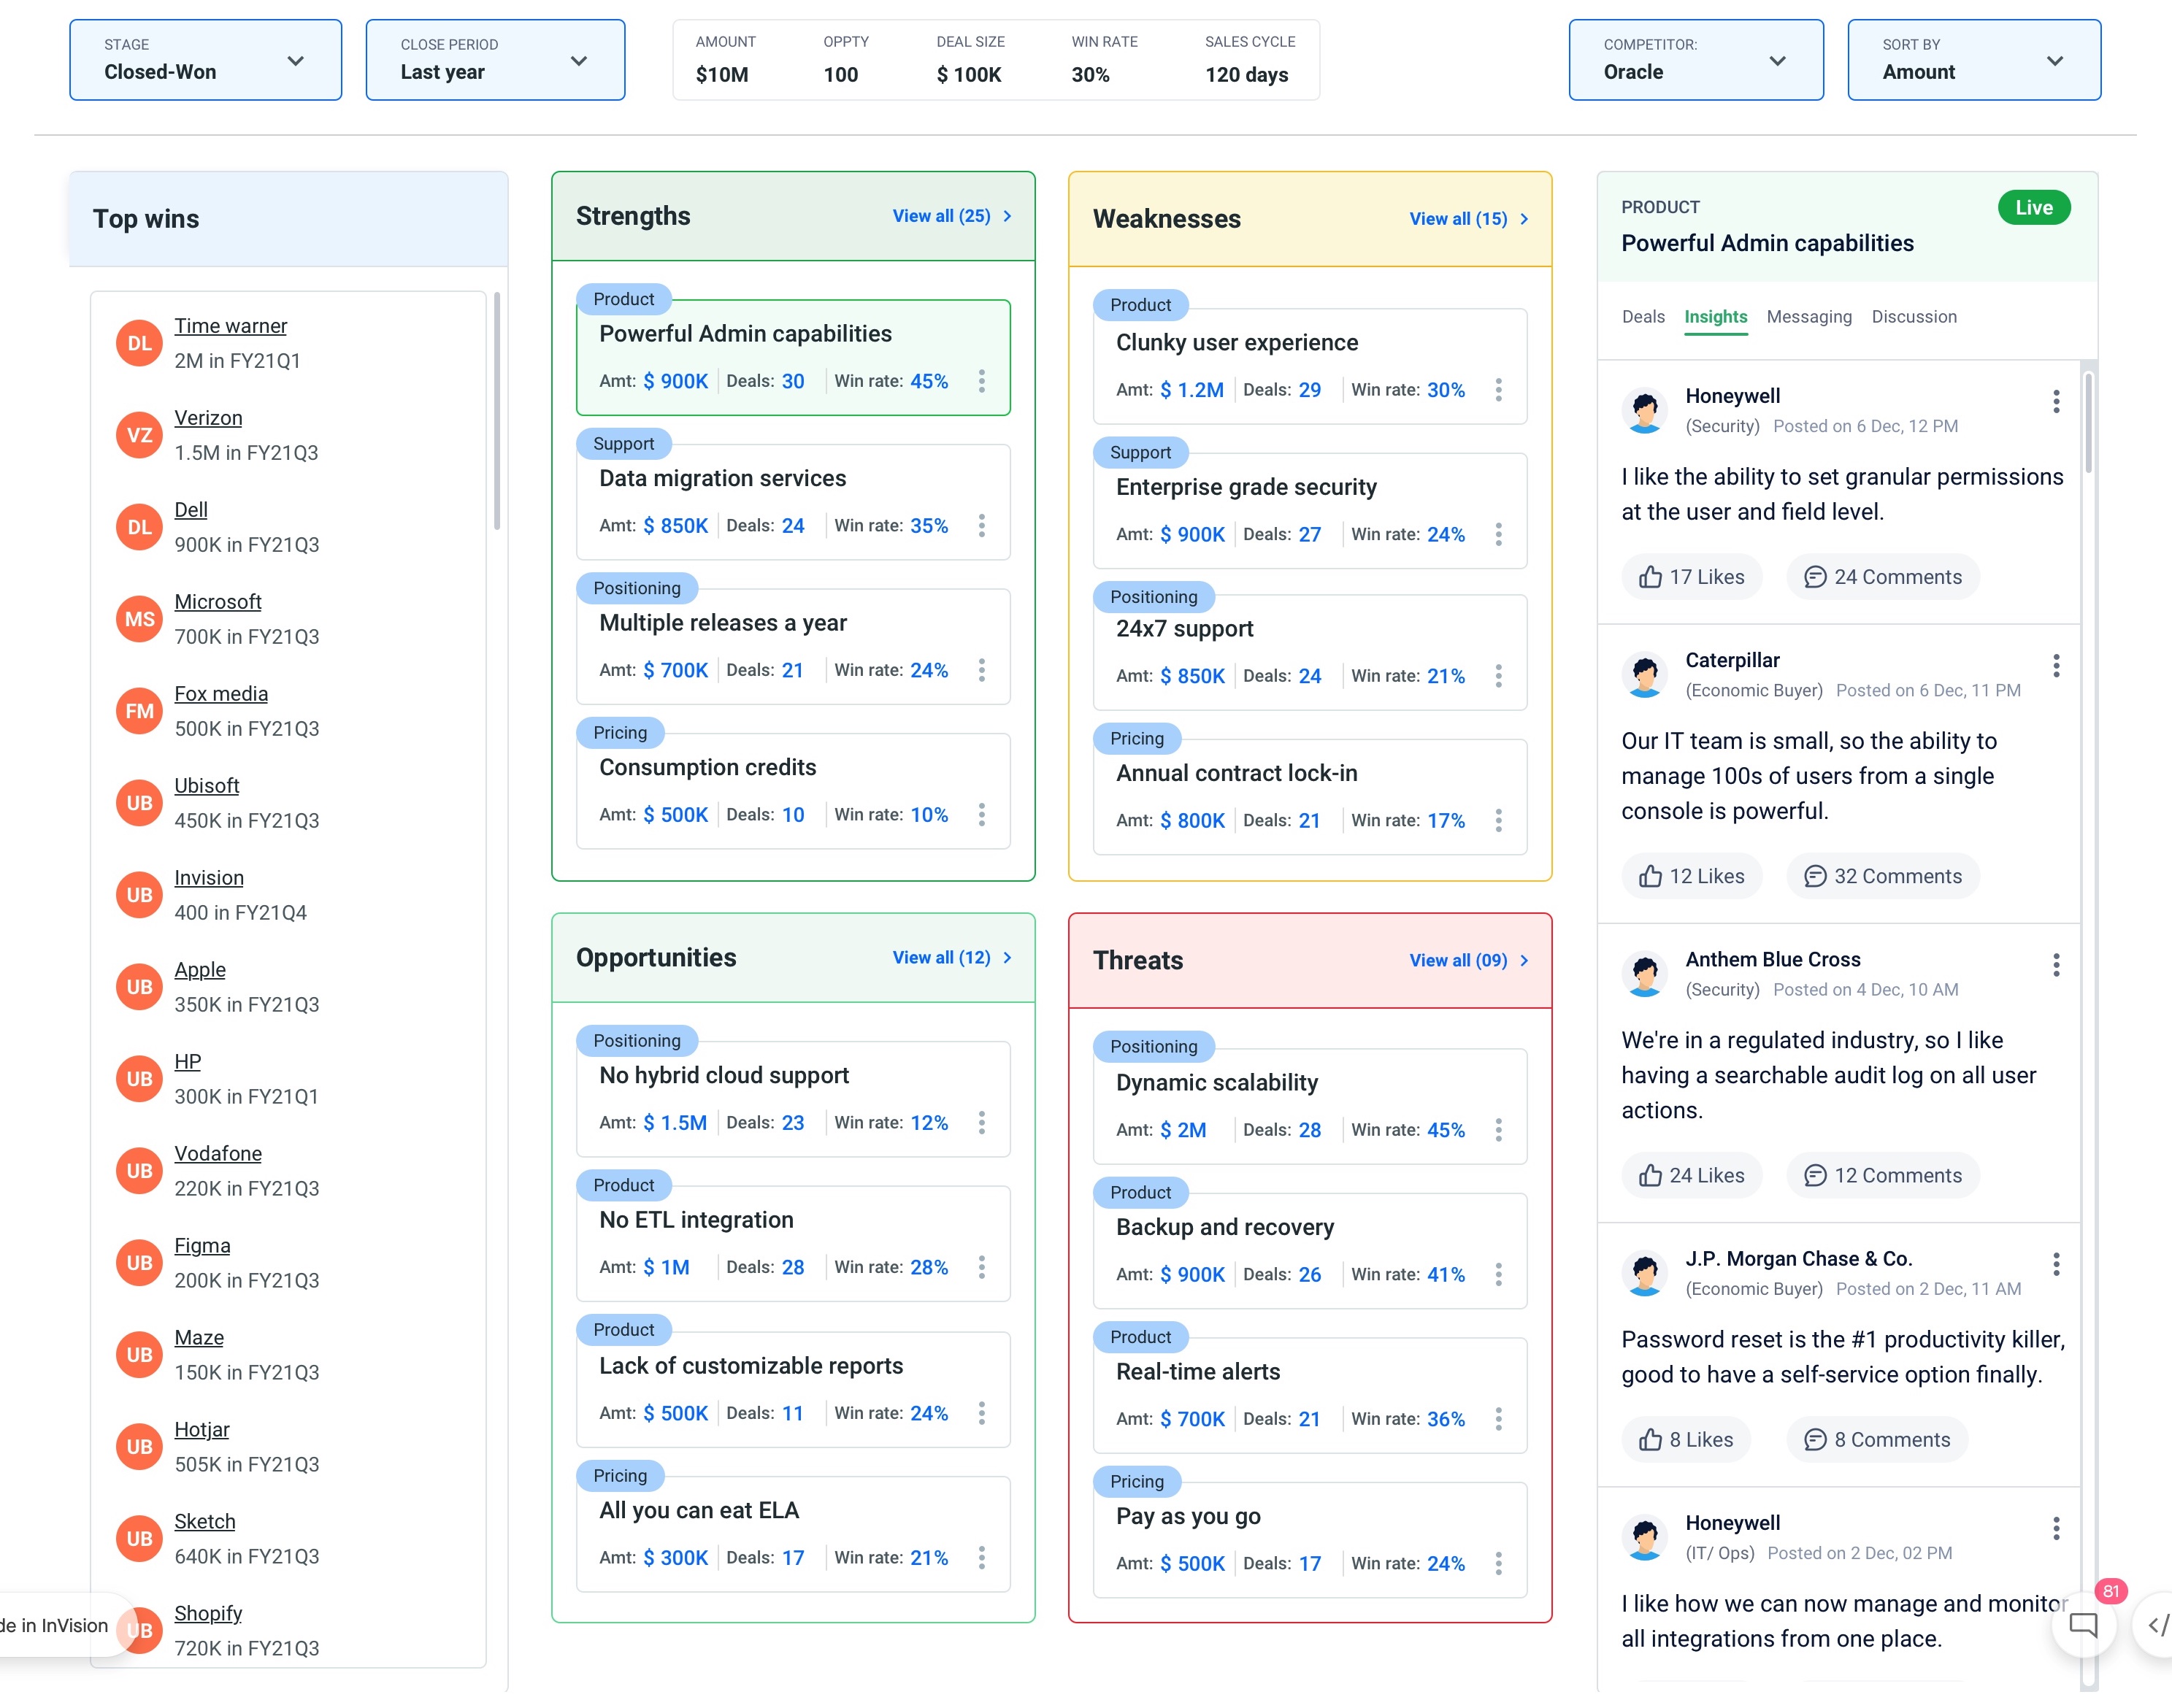 STAGE
Closed-Won
CLOSE PERIOD
Last year
AMOUNT
$10M
OPPTY
100
DEAL SIZE
$ 100K
WIN RATE
30%
SALES CYCLE
120 days
COMPETITOR:
Oracle
SORT BY
Amount
Top wins
DL
Time warner
2M in FY21Q1
VZ
Verizon
1.5M in FY21Q3
DL
Dell
900K in FY21Q3
MS
Microsoft
700K in FY21Q3
FM
Fox media
500K in FY21Q3
UB
Ubisoft
450K in FY21Q3
UB
Invision
400 in FY21Q4
UB
Apple
350K in FY21Q3
UB
HP
300K in FY21Q1
UB
Vodafone
220K in FY21Q3
UB
Figma
200K in FY21Q3
UB
Maze
150K in FY21Q3
UB
Hotjar
505K in FY21Q3
UB
Sketch
640K in FY21Q3
UB
Shopify
720K in FY21Q3
de in InVision
Strengths
View all (25)
Product
Powerful Admin capabilities
Amt: $ 900K Deals: 30 Win rate: 45%
Support
Data migration services
Amt: $ 850K Deals: 24 Win rate: 35%
Positioning
Multiple releases a year
Amt: $ 700K Deals: 21 Win rate: 24%
Pricing
Consumption credits
Amt: $ 500K Deals: 10 Win rate: 10%
Weaknesses
View all (15)
Product
Clunky user experience
Amt: $ 1.2M Deals: 29 Win rate: 30%
Support
Enterprise grade security
Amt: $ 900K Deals: 27 Win rate: 24%
Positioning
24x7 support
Amt: $ 850K Deals: 24 Win rate: 21%
Pricing
Annual contract lock-in
Amt: $ 800K Deals: 21 Win rate: 17%
Opportunities
View all (12)
Positioning
No hybrid cloud support
Amt: $ 1.5M Deals: 23 Win rate: 12%
Product
No ETL integration
Amt: $ 1M Deals: 28 Win rate: 28%
Product
Lack of customizable reports
Amt: $ 500K Deals: 11 Win rate: 24%
Pricing
All you can eat ELA
Amt: $ 300K Deals: 17 Win rate: 21%
Threats
View all (09)
Positioning
Dynamic scalability
Amt: $ 2M Deals: 28 Win rate: 45%
Product
Backup and recovery
Amt: $ 900K Deals: 26 Win rate: 41%
Product
Real-time alerts
Amt: $ 700K Deals: 21 Win rate: 36%
Pricing
Pay as you go
Amt: $ 500K Deals: 17 Win rate: 24%
PRODUCT
Live
Powerful Admin capabilities
Deals Insights Messaging Discussion
Honeywell
(Security) Posted on 6 Dec, 12 PM
I like the ability to set granular permissions
at the user and field level.
17 Likes 24 Comments
Caterpillar
(Economic Buyer) Posted on 6 Dec, 11 PM
Our IT team is small, so the ability to
manage 100s of users from a single
console is powerful.
12 Likes 32 Comments
Anthem Blue Cross
(Security) Posted on 4 Dec, 10 AM
We're in a regulated industry, so I like
having a searchable audit log on all user
actions.
24 Likes 12 Comments
J.P. Morgan Chase & Co.
(Economic Buyer) Posted on 2 Dec, 11 AM
Password reset is the #1 productivity killer,
good to have a self-service option finally.
8 Likes 8 Comments
Honeywell
(IT/ Ops) Posted on 2 Dec, 02 PM
I like how we can now manage and monitor
all integrations from one place.
81